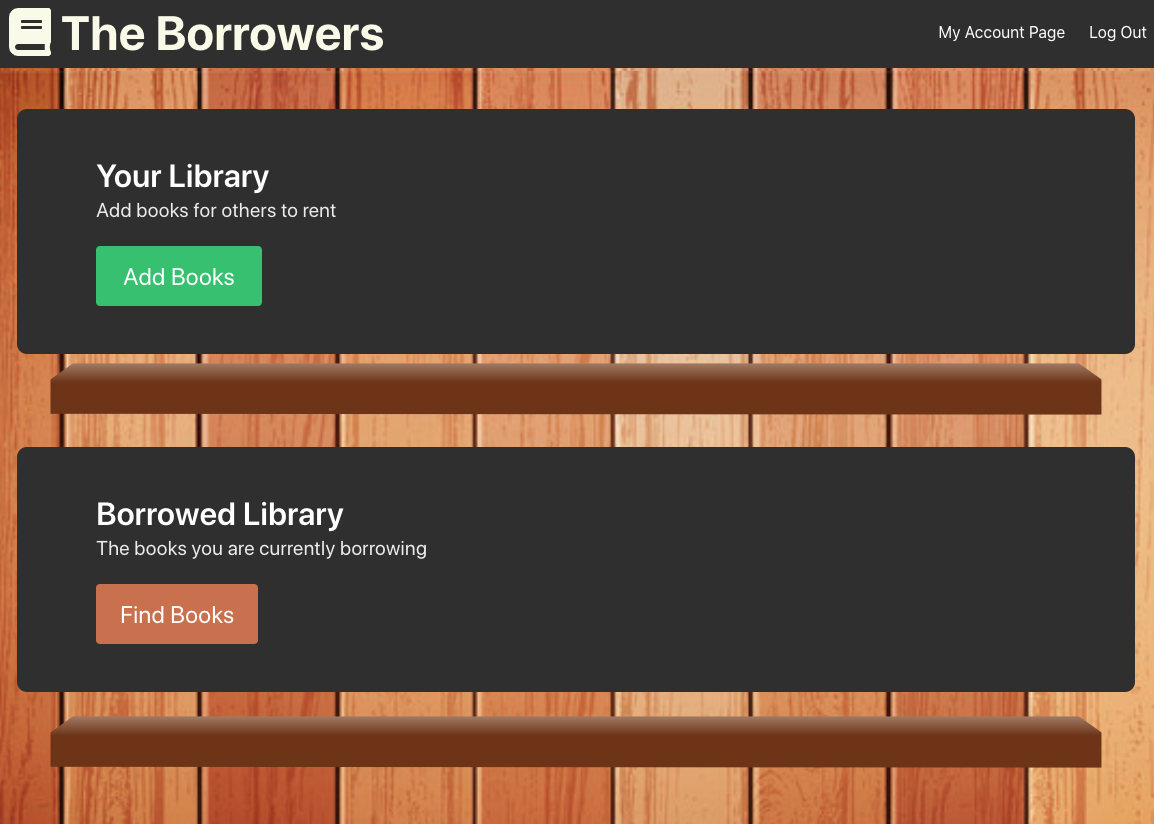 The Borrowers
My Account Page
Log Out
Your Library
Add books for others to rent
Add Books
Borrowed Library
The books you are currently borrowing
Find Books